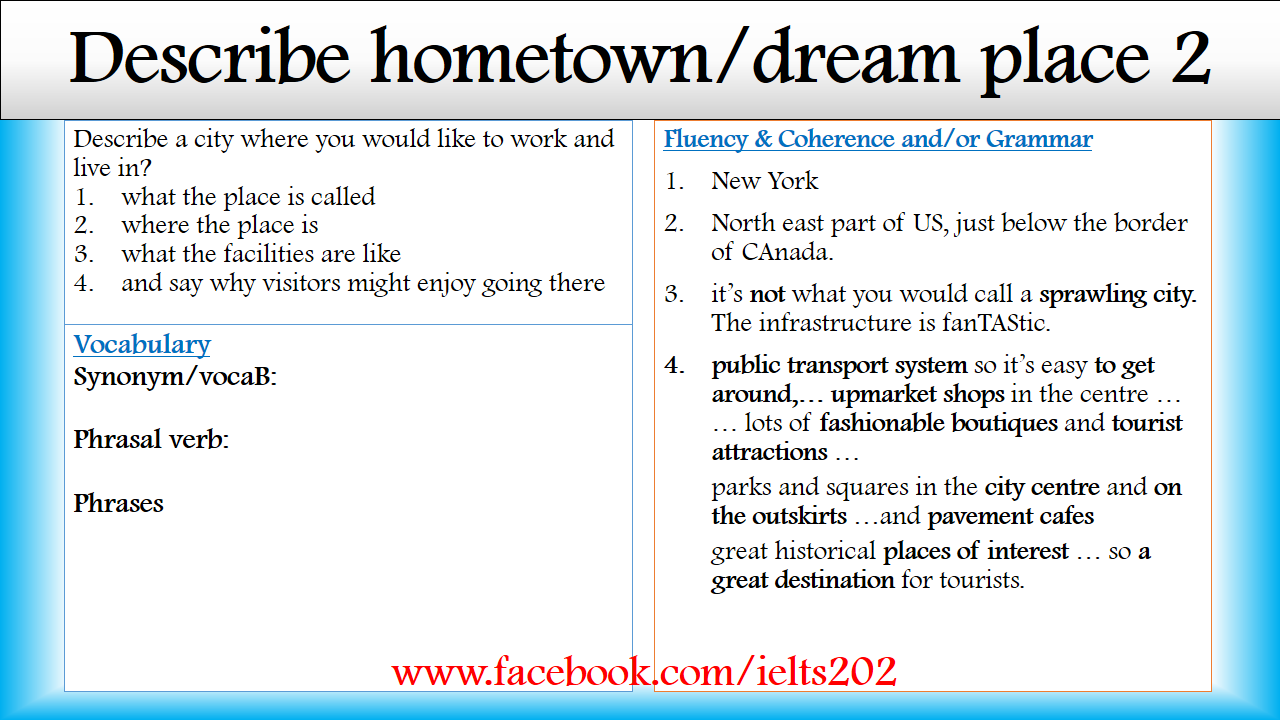 Describe hometown/dream place 2
Describe a city where you would like to work and
live in?
1. what the place is called
2. where the place is
3. what the facilities are like
4. and say why visitors might enjoy going there
Vocabulary
Synonym/vocaB:
Phrasal verb:
Phrases
Fluency & Coherence and/or Grammar
1. New York
2. North east part of US, just below the border
of CAnada.
3. it’s not what you would call a sprawling city.
The infrastructure is fanTAStic.
4. public transport system so it’s easy to get
around,… upmarket shops in the centre …
… lots of fashionable boutiques and tourist
attractions …
parks and squares in the city centre and on
the outskirts …and pavement cafes
great historical places of interest … so a
great destination for tourists.
www.facebook.com/ielts202